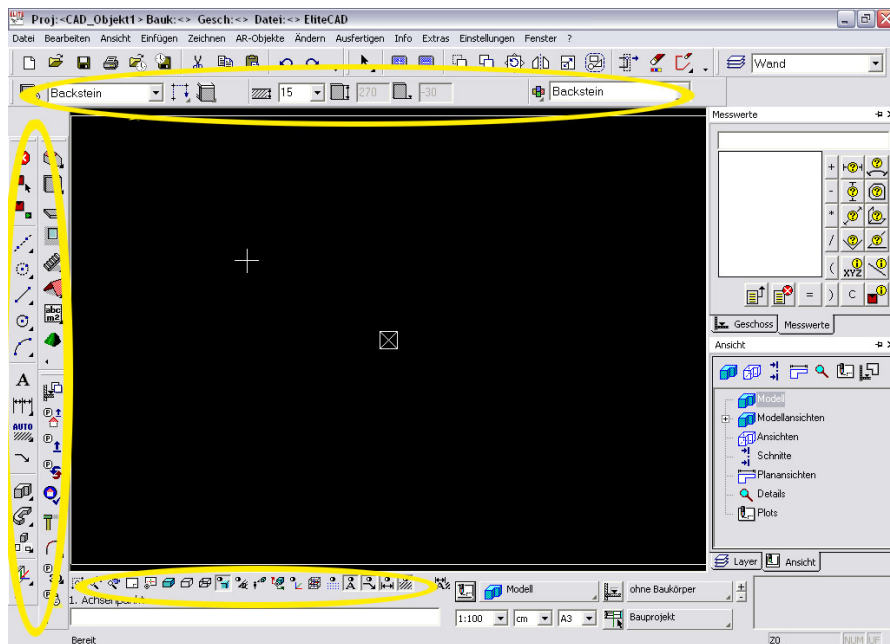 Proj:<CAD_Objekt1> Bauk:<> Gesch:<> Datei:<> EliteCAD
Datei Bearbeiten Ansicht Einfügen Zeichnen AR-Objekte Ändern Ausfertigen Info Extras Einstellungen Fenster ?
Wand
Backstein 15 270 -30 Backstein
Messwerte
+
-
*
/
(
XYZ
= ) C
Geschoss Messwerte
Ansicht
Modell
Modellansichten
Ansichten
Schnitte
Planansichten
Details
Plots
Layer Ansicht
abc
m2
A
AUTO
1. Achsenpunkt
Modell ohne Baukörper
1:100 cm A3 Bauprojekt
Bereit Z0 NUM UF